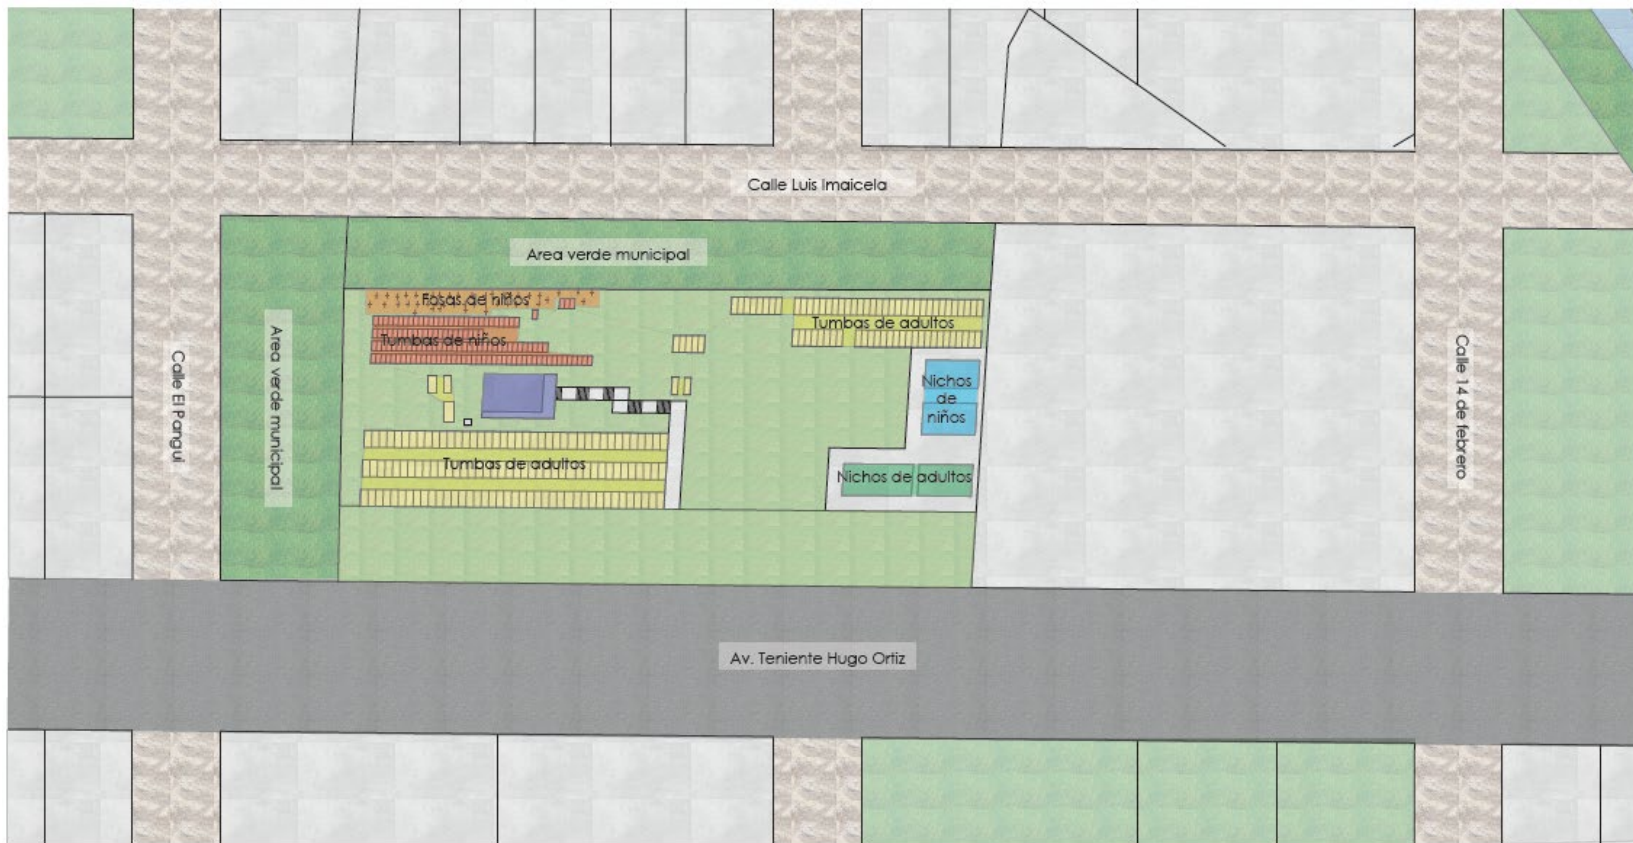 Calle Luis Imaicela
Area verde municipal
Fosas de niños
Tumbas de niños
Tumbas de adultos
Nichos
de
niños
Calle El Pangui
Area verde municipal
Tumbas de adultos
Nichos de adultos
Calle 14 de febrero
Av. Teniente Hugo Ortiz